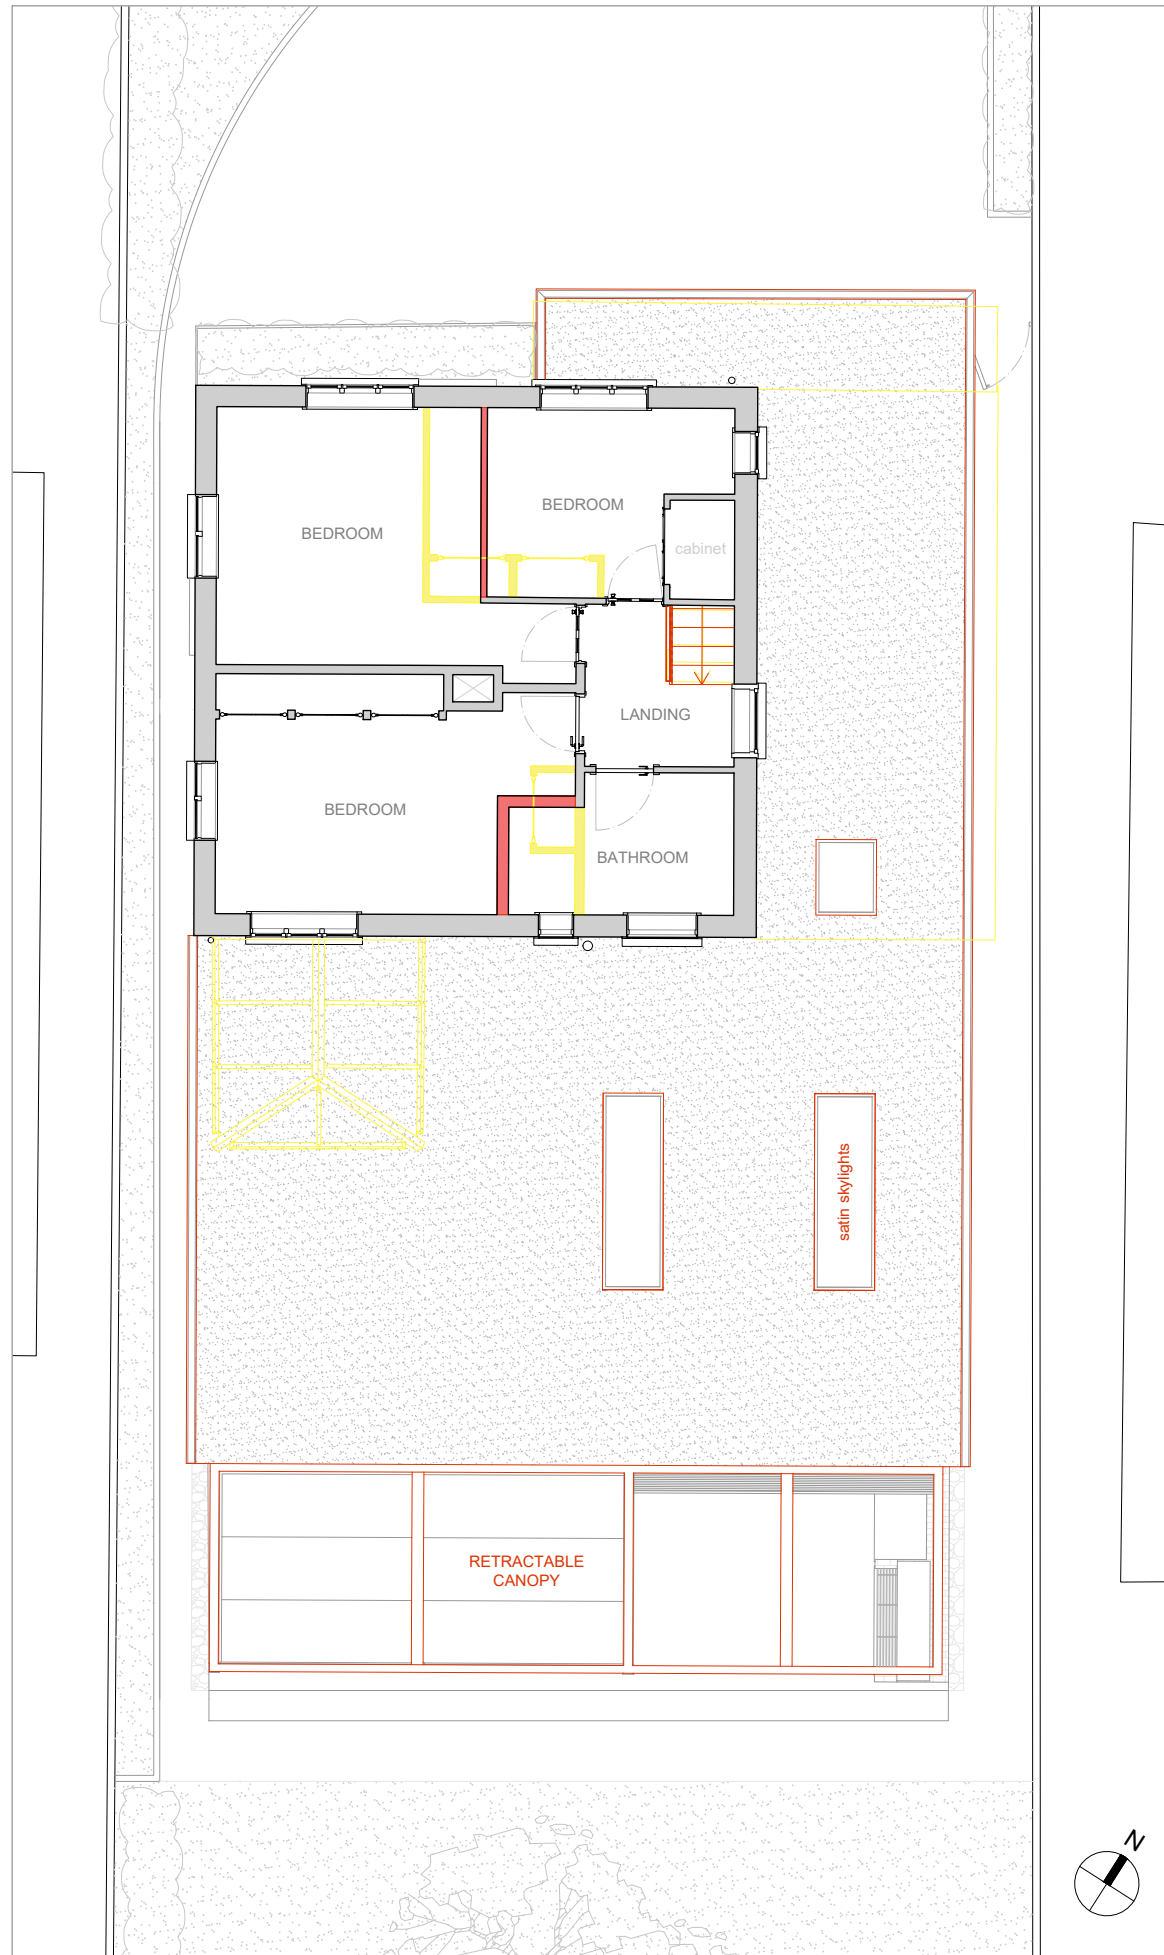 BEDROOM
BEDROOM
cabinet
LANDING
BEDROOM
BATHROOM
satin skylights
RETRACTABLE
CANOPY
N